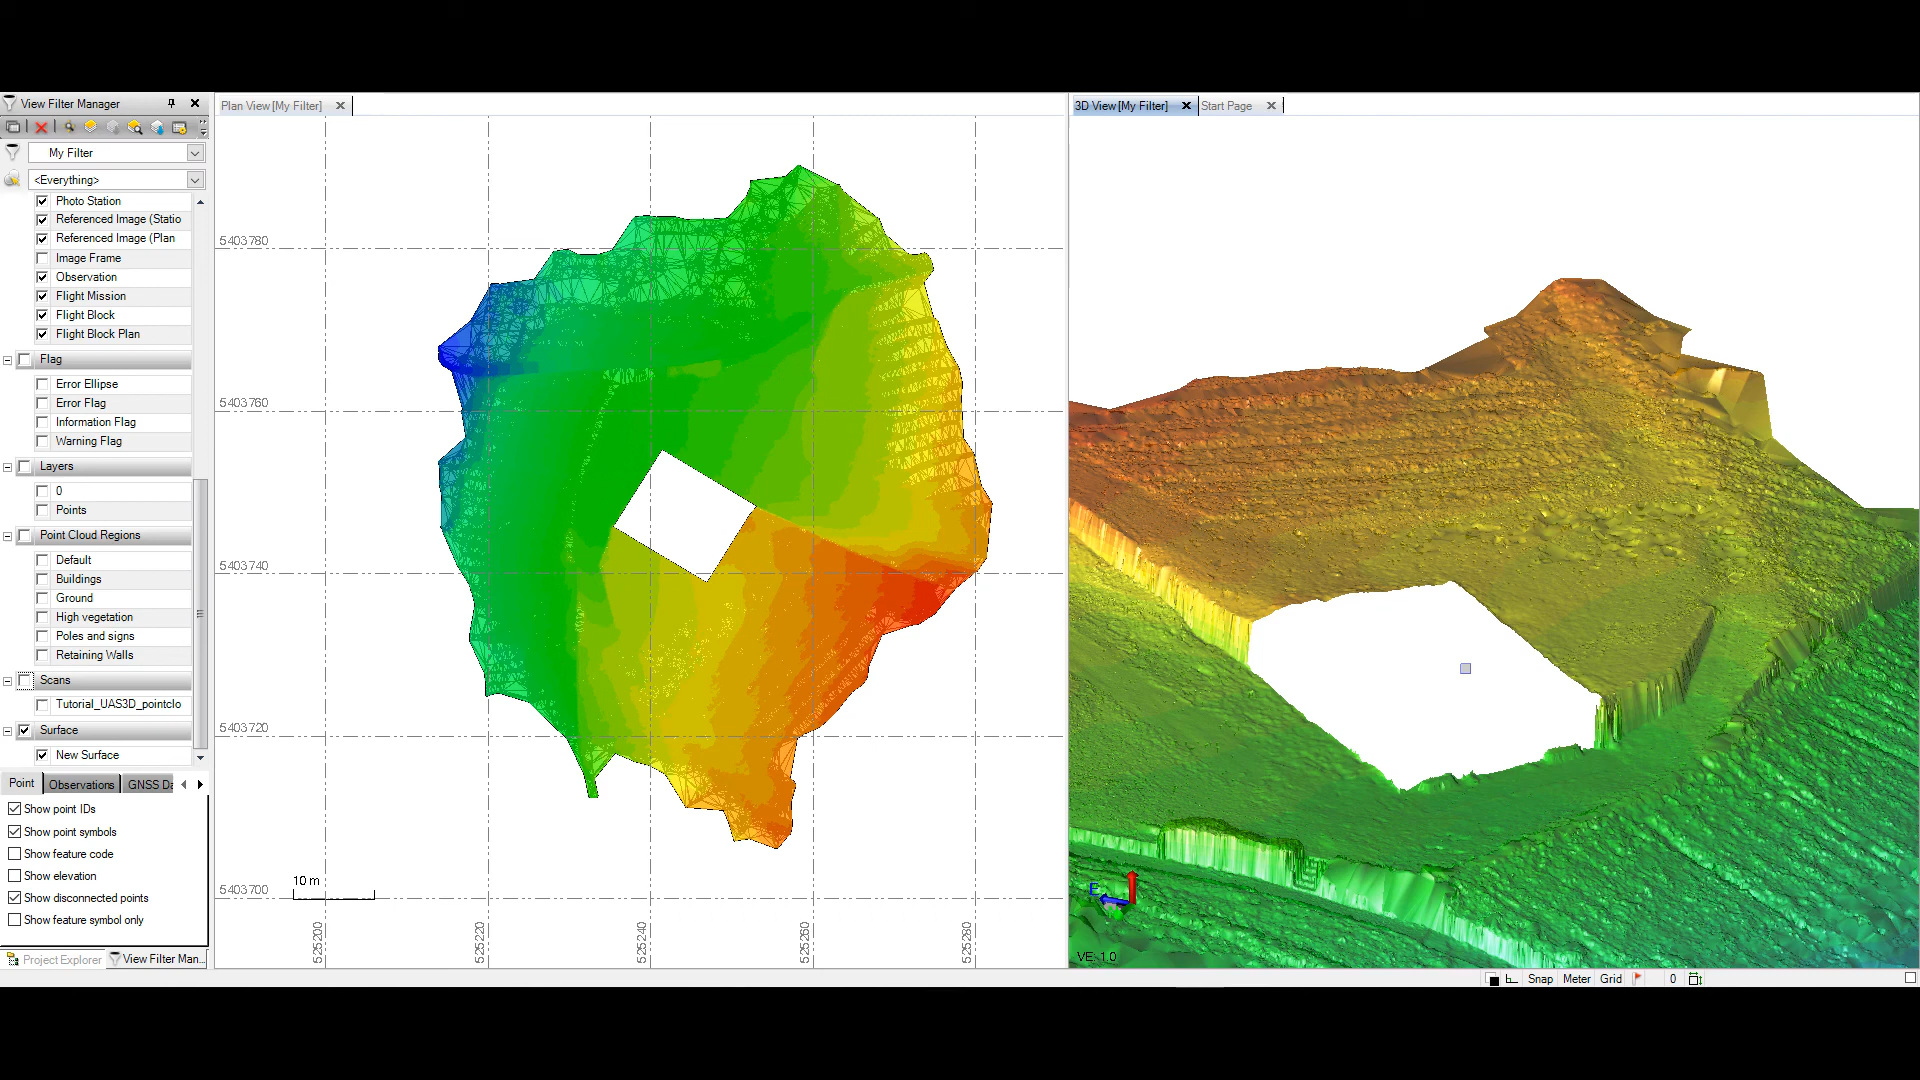 View Filter Manager
My Filter
<Everything>
Photo Station
Referenced Image (Statio
Referenced Image (Plan
Image Frame
Observation
Flight Mission
Flight Block
Flight Block Plan
Flag
Error Ellipse
Error Flag
Information Flag
Warning Flag
Layers
0
Points
Point Cloud Regions
Default
Buildings
Ground
High vegetation
Poles and signs
Retaining Walls
Scans
Tutorial_UAS3D_pointclo
Surface
New Surface
Point
Observations
GNSS Da
Show point IDs
Show point symbols
Show feature code
Show elevation
Show disconnected points
Show feature symbol only
Project Explorer
View Filter Man...
Plan View [My Filter]
5403780
5403760
5403740
5403720
5403700
10 m
525200
525220
525240
525260
525280
3D View [My Filter]
Start Page
E
VE: 1.0
Snap
Meter
Grid
0